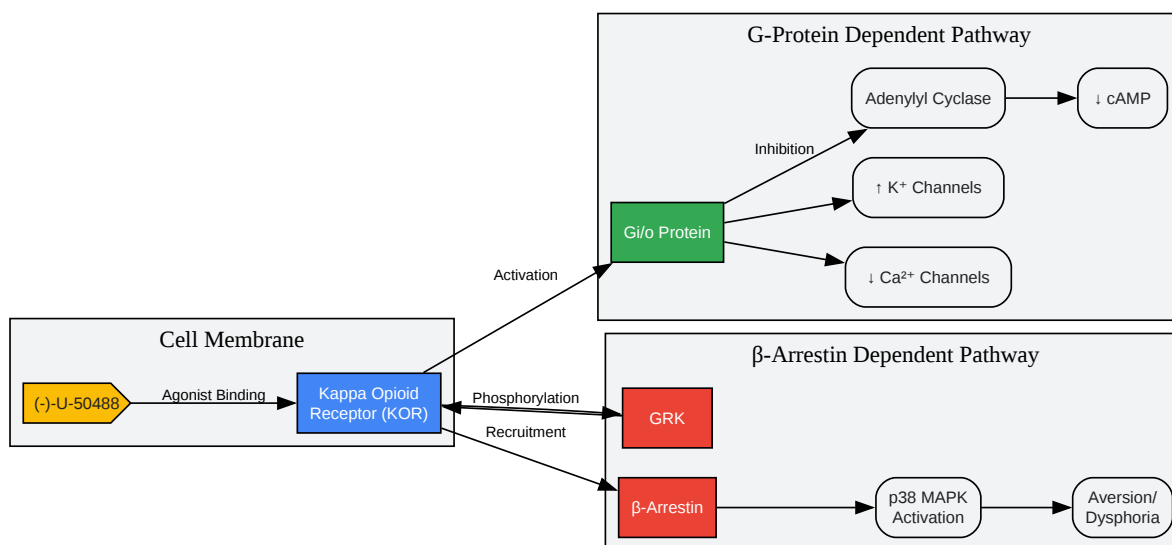 G-Protein Dependent Pathway
Adenylyl Cyclase
↓ cAMP
Inhibition
↑ K⁺ Channels
Gi/o Protein
↓ Ca²⁺ Channels
Activation
Cell Membrane
(-)-U-50488
Agonist Binding
Kappa Opioid
Receptor (KOR)
Phosphorylation
Recruitment
β-Arrestin Dependent Pathway
GRK
β-Arrestin
p38 MAPK
Activation
Aversion/
Dysphoria